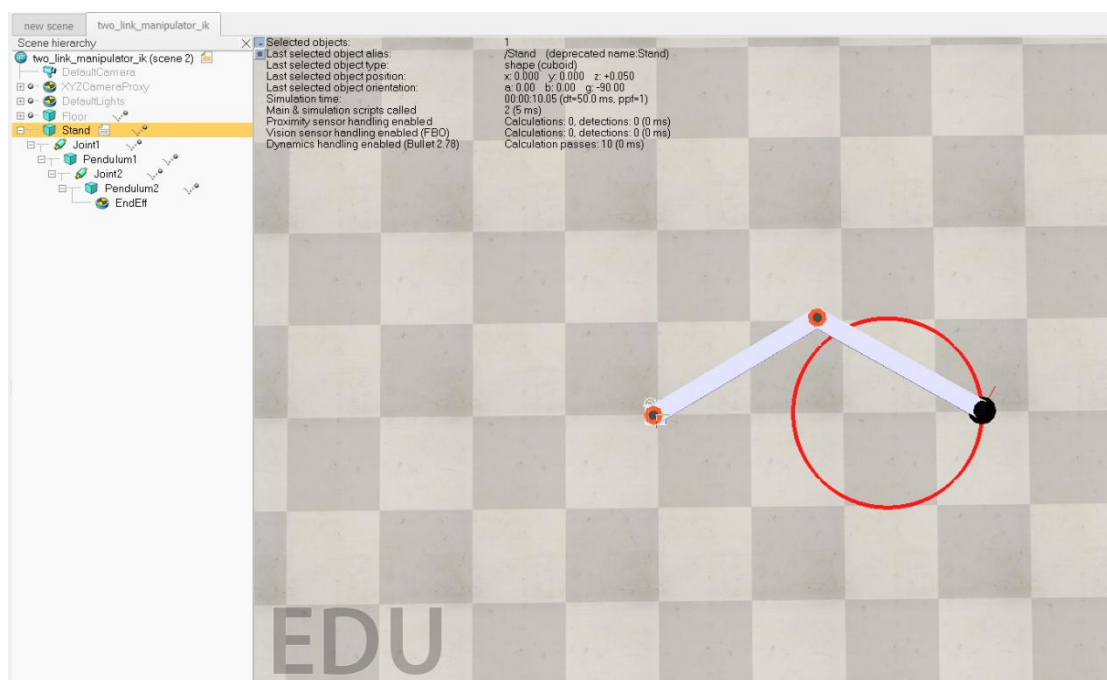 new scene
two_link_manipulator_ik
Scene hierarchy
two_link_manipulator_ik (scene 2)
DefaultCamera
XYZCameraProxy
DefaultLights
Floor
Stand
Joint1
Pendulum1
Joint2
Pendulum2
EndEff
Selected objects: 1
Last selected object alias: /Stand (deprecated name:Stand)
Last selected object type: shape (cuboid)
Last selected object position: x: 0.000 y: 0.000 z: +0.050
Last selected object orientation: a: 0.00 b: 0.00 g: -90.00
Simulation time: 00:00:10.05 (dt=50.0 ms, ppf=1)
Main & simulation scripts called 2 (5 ms)
Proximity sensor handling enabled Calculations: 0, detections: 0 (0 ms)
Vision sensor handling enabled (FBO) Calculations: 0, detections: 0 (0 ms)
Dynamics handling enabled (Bullet 2.78) Calculation passes: 10 (0 ms)
EDU